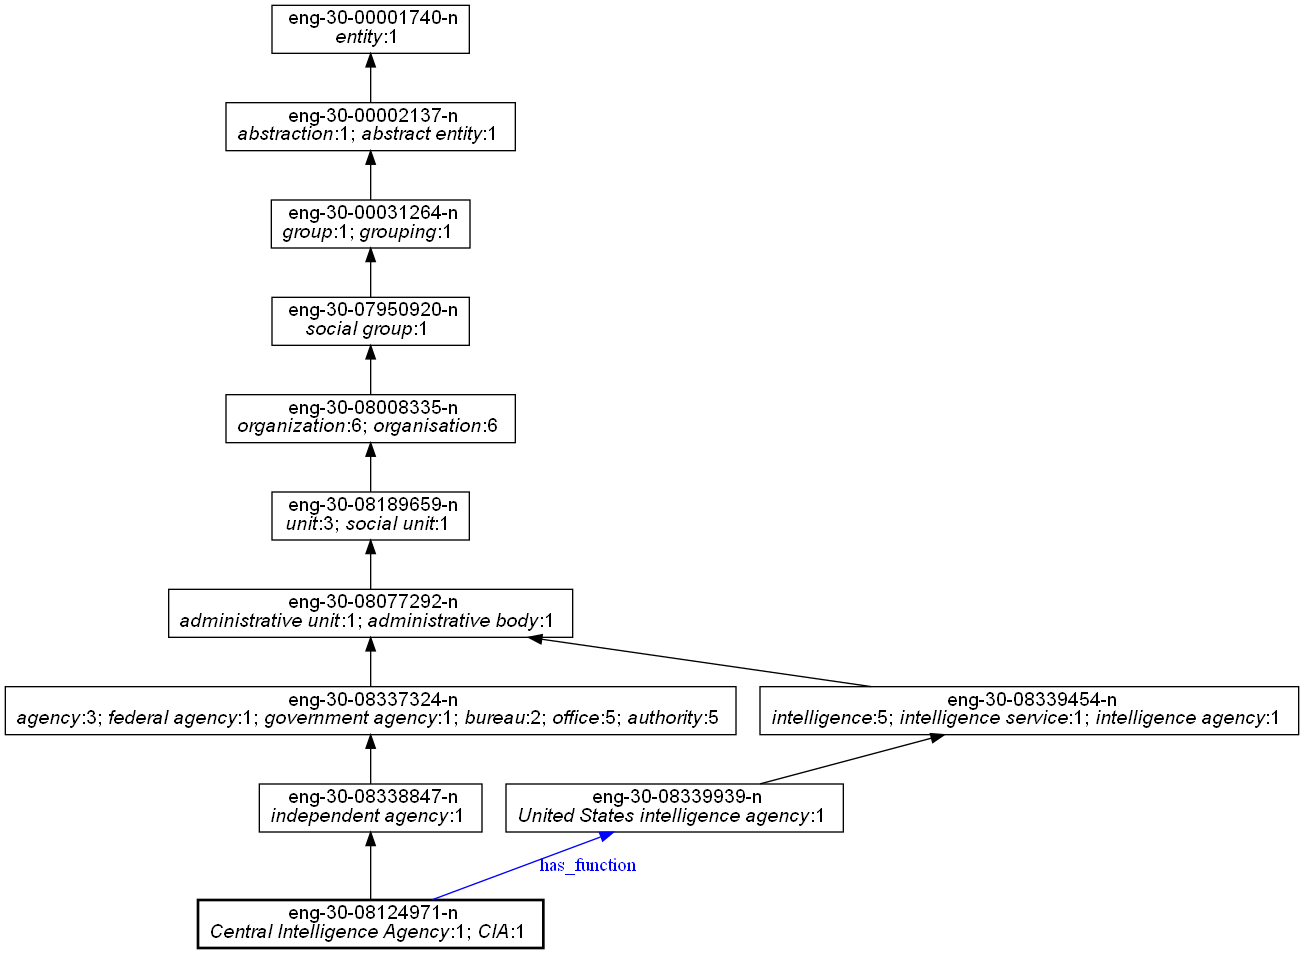 eng-30-00001740-n
entity:1
eng-30-00002137-n
abstraction:1; abstract entity:1
eng-30-00031264-n
group:1; grouping:1
eng-30-07950920-n
social group:1
eng-30-08008335-n
organization:6; organisation:6
eng-30-08189659-n
unit:3; social unit:1
eng-30-08077292-n
administrative unit:1; administrative body:1
eng-30-08337324-n
agency:3; federal agency:1; government agency:1; bureau:2; office:5; authority:5
eng-30-08339454-n
intelligence:5; intelligence service:1; intelligence agency:1
eng-30-08338847-n
independent agency:1
eng-30-08339939-n
United States intelligence agency:1
has_function
eng-30-08124971-n
Central Intelligence Agency:1; CIA:1